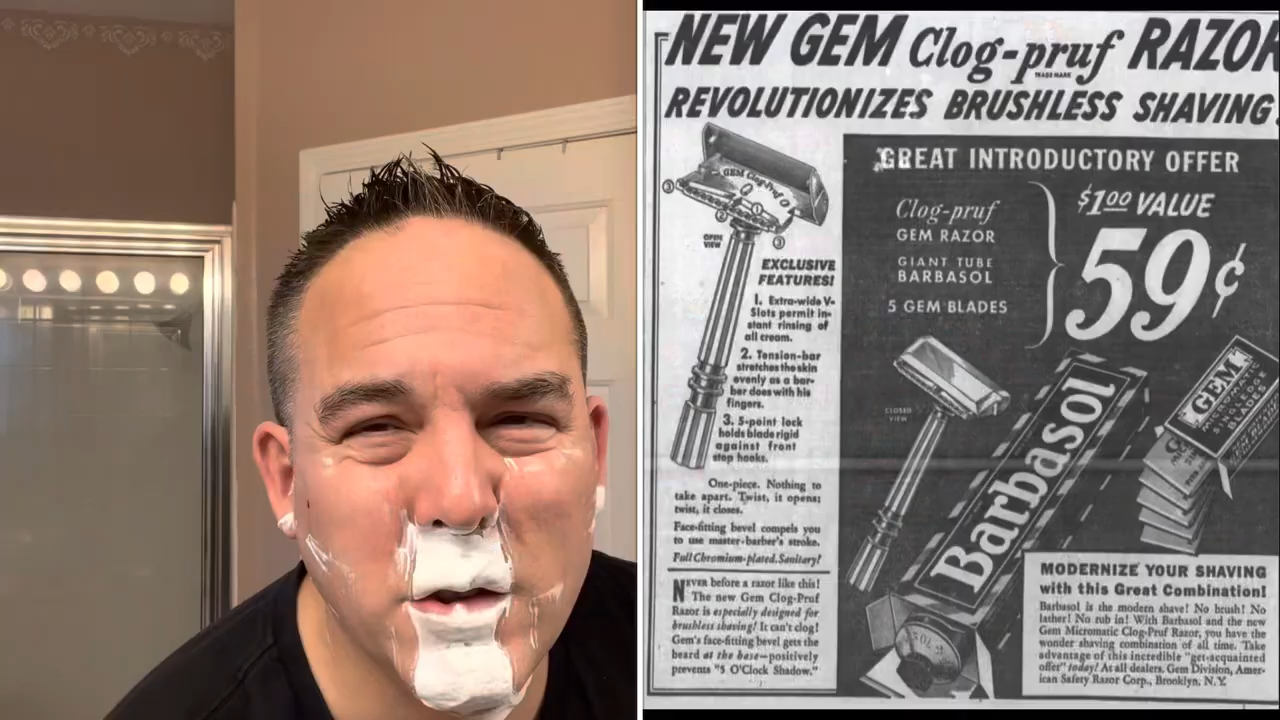 NEW GEM Clog-pruf RAZOR
TRADE MARK
REVOLUTIONIZES BRUSHLESS SHAVING!
GEM Clog-Pruf
3
1
2
3
OPEN
VIEW
EXCLUSIVE
FEATURES!
1. Extra-wide V-
Slots permit in-
stant rinsing of
all cream.
2. Tension-bar
stretches the skin
evenly as a bar-
ber does with his
fingers.
3. 5-point lock
holds blade rigid
against front
stop hooks.
One-piece. Nothing to
take apart. Twist, it opens;
twist, it closes.
Face-fitting bevel compels you
to use master-barber's stroke.
Full Chromium-plated. Sanitary!
NEVER before a razor like this!
The new Gem Clog-Pruf
Razor is especially designed for
brushless shaving! It can't clog!
Gem's face-fitting bevel gets the
beard at the base—positively
prevents "5 O'Clock Shadow."
GREAT INTRODUCTORY OFFER
Clog-pruf
GEM RAZOR
GIANT TUBE
BARBASOL
5 GEM BLADES
$1.00 VALUE
59¢
CLOSED
VIEW
Barbasol
GEM
BLADES
MODERNIZE YOUR SHAVING
with this Great Combination!
Barbasol is the modern shave! No brush! No
lather! No rub in! With Barbasol and the new
Gem Micromatic Clog-Pruf Razor, you have the
wonder shaving combination of all time. Take
advantage of this incredible "get-acquainted
offer" today! At all dealers. Gem Division, Amer-
ican Safety Razor Corp., Brooklyn, N.Y.